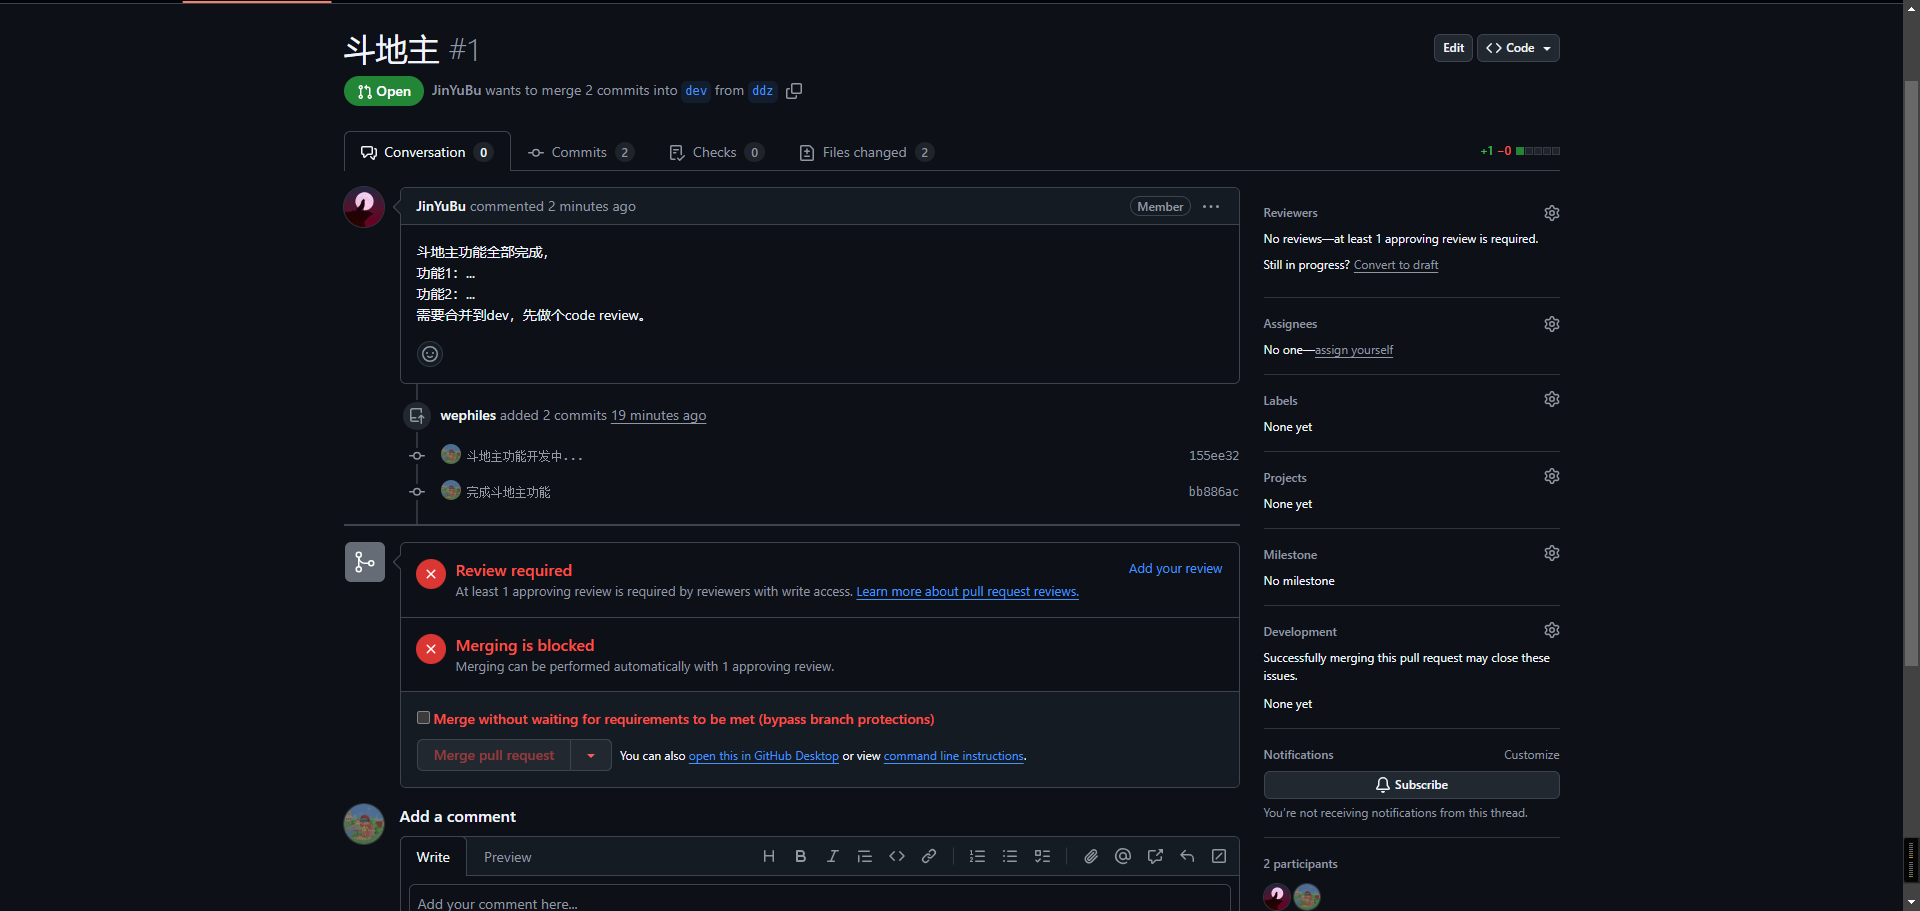 斗地主 #1
Edit
Code
Open
JinYuBu wants to merge 2 commits into dev from ddz
Conversation 0
Commits 2
Checks 0
Files changed 2
+1 −0
JinYuBu commented 2 minutes ago
Member
斗地主功能全部完成，
功能1：...
功能2：...
需要合并到dev，先做个code review。
wephiles added 2 commits 19 minutes ago
斗地主功能开发中...
155ee32
完成斗地主功能
bb886ac
Review required
At least 1 approving review is required by reviewers with write access. Learn more about pull request reviews.
Add your review
Merging is blocked
Merging can be performed automatically with 1 approving review.
Merge without waiting for requirements to be met (bypass branch protections)
Merge pull request
You can also open this in GitHub Desktop or view command line instructions.
Add a comment
Write
Preview
Add your comment here...
Reviewers
No reviews—at least 1 approving review is required.
Still in progress? Convert to draft
Assignees
No one—assign yourself
Labels
None yet
Projects
None yet
Milestone
No milestone
Development
Successfully merging this pull request may close these
issues.
None yet
Notifications
Customize
Subscribe
You're not receiving notifications from this thread.
2 participants